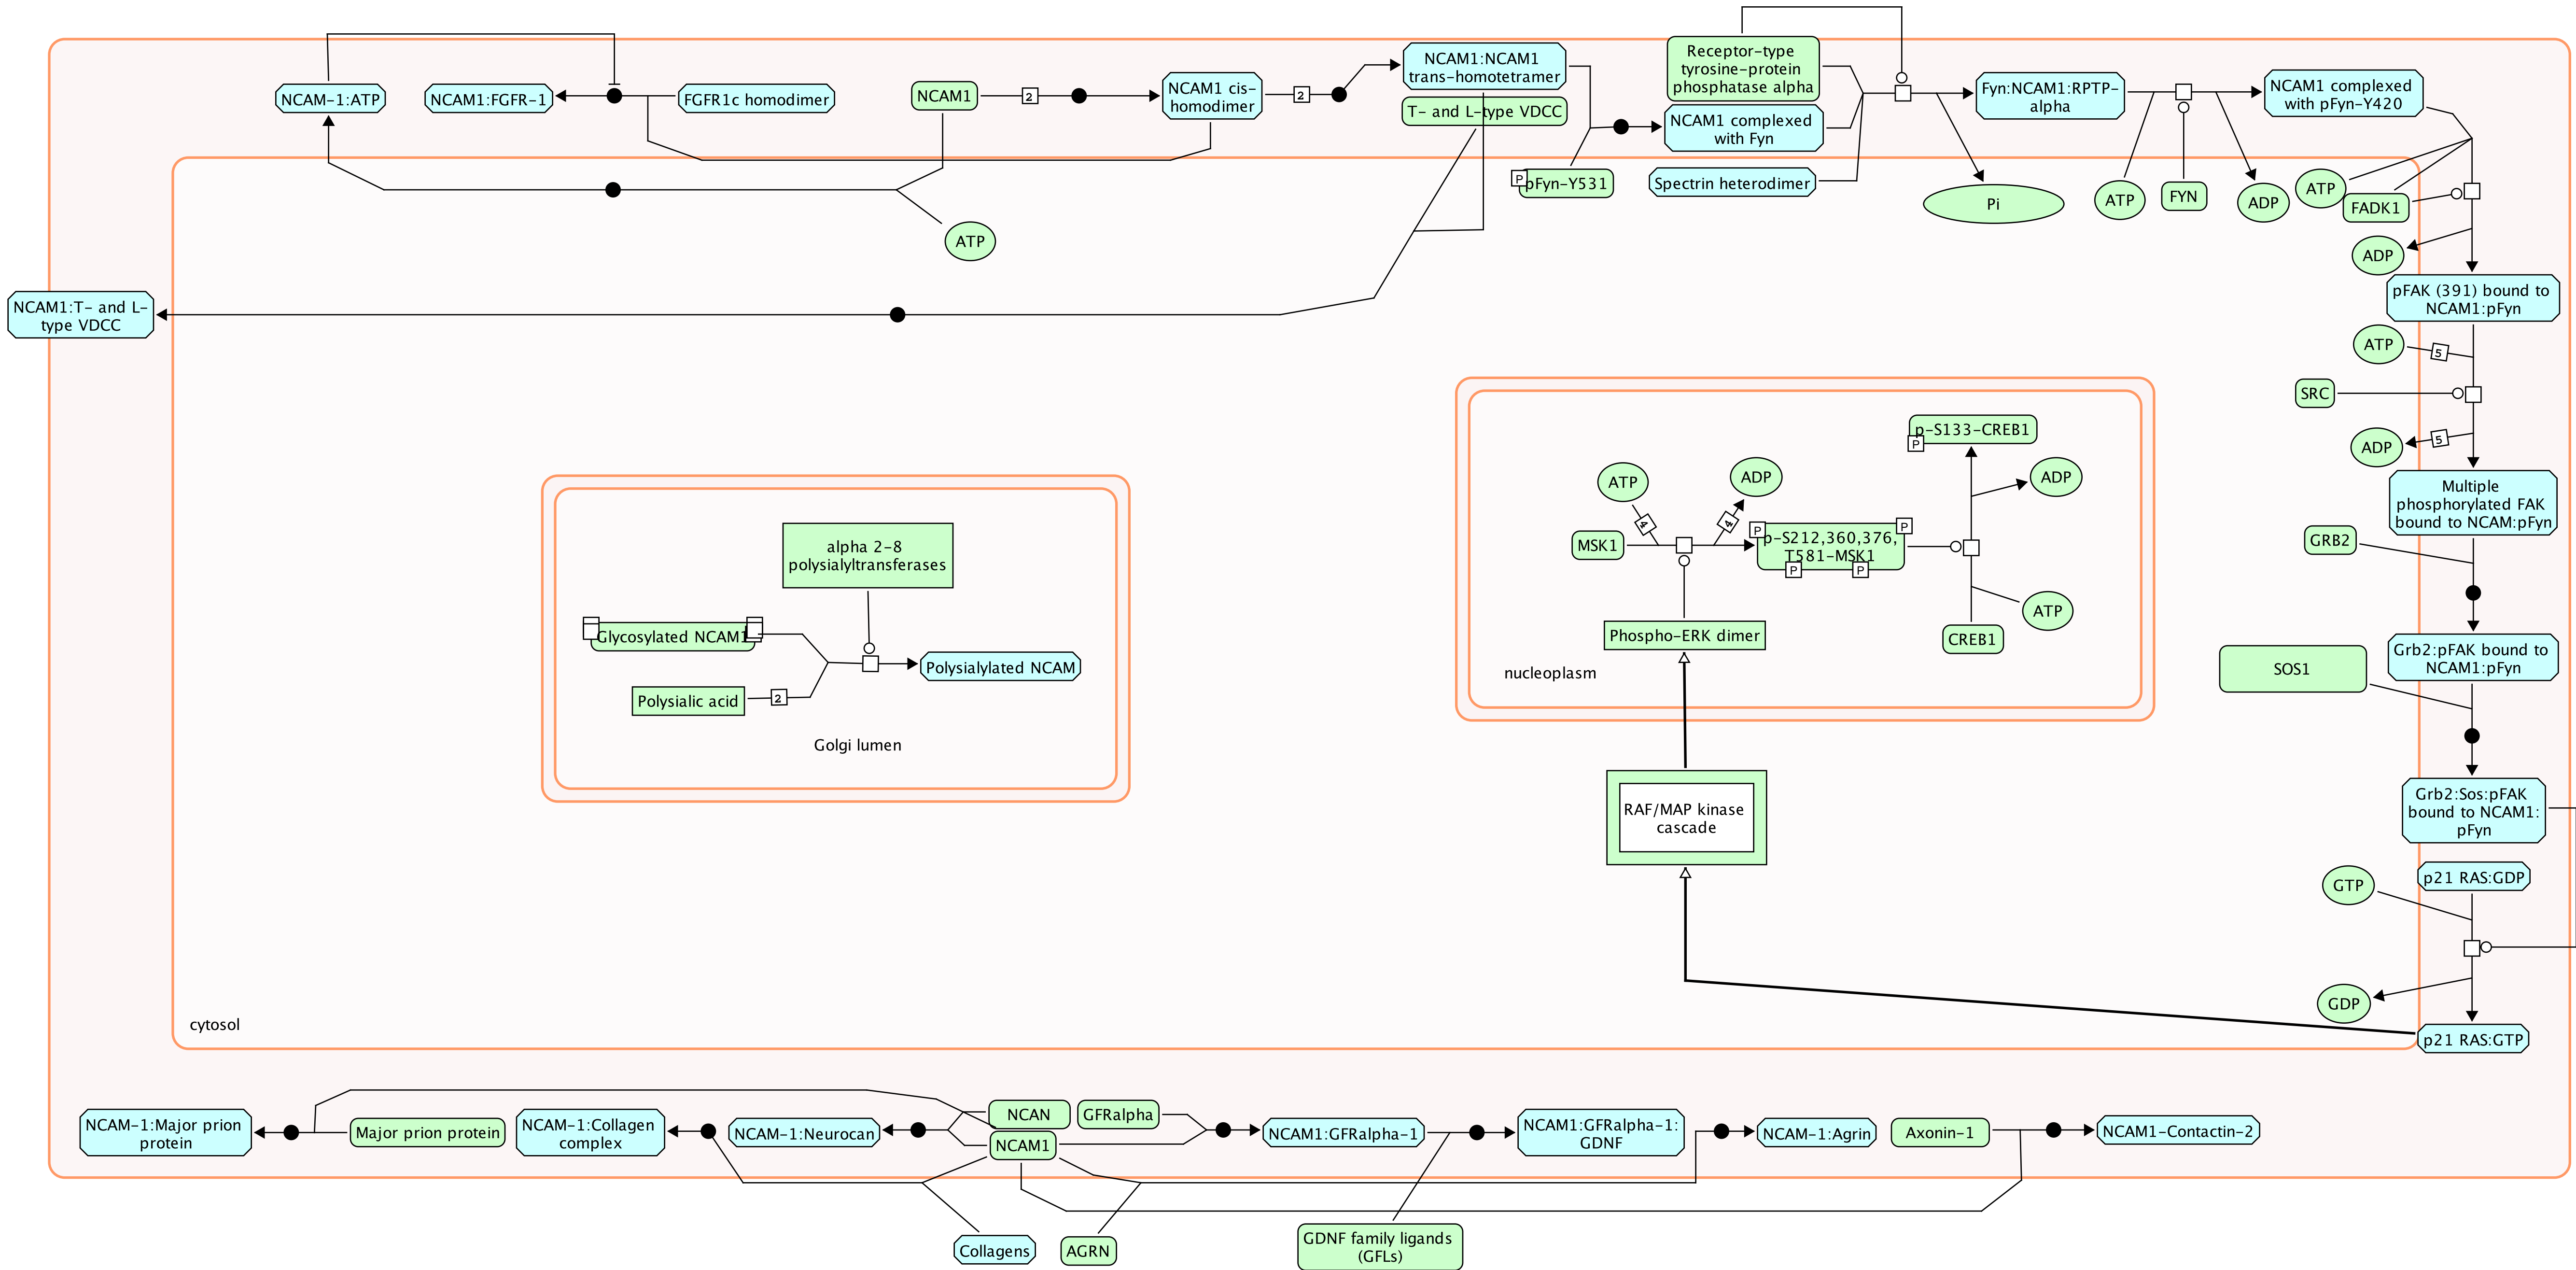 NCAM-1:ATP
NCAM1:FGFR-1
FGFR1c homodimer
NCAM1
2
NCAM1 cis-
homodimer
2
NCAM1:NCAM1
trans-homotetramer
T- and L-type VDCC
Receptor-type
tyrosine-protein
phosphatase alpha
NCAM1 complexed
with Fyn
P
pFyn-Y531
Spectrin heterodimer
Fyn:NCAM1:RPTP-
alpha
Pi
ATP
FYN
ADP
NCAM1 complexed
with pFyn-Y420
ATP
FADK1
ADP
ATP
NCAM1:T- and L-
type VDCC
pFAK (391) bound to
NCAM1:pFyn
ATP
5
SRC
ADP
5
Multiple
phosphorylated FAK
bound to NCAM:pFyn
GRB2
Grb2:pFAK bound to
NCAM1:pFyn
SOS1
Grb2:Sos:pFAK
bound to NCAM1:
pFyn
p21 RAS:GDP
GTP
GDP
p21 RAS:GTP
p-S133-CREB1
P
ATP
4
ADP
4
ADP
MSK1
P
P
p-S212,360,376,
T581-MSK1
P
P
ATP
Phospho-ERK dimer
CREB1
nucleoplasm
alpha 2-8
polysialyltransferases
Glycosylated NCAM1
Polysialylated NCAM
Polysialic acid
2
Golgi lumen
RAF/MAP kinase
cascade
cytosol
NCAM-1:Major prion
protein
Major prion protein
NCAM-1:Collagen
complex
NCAM-1:Neurocan
NCAN
NCAM1
GFRalpha
NCAM1:GFRalpha-1
NCAM1:GFRalpha-1:
GDNF
NCAM-1:Agrin
Axonin-1
NCAM1-Contactin-2
Collagens
AGRN
GDNF family ligands
(GFLs)